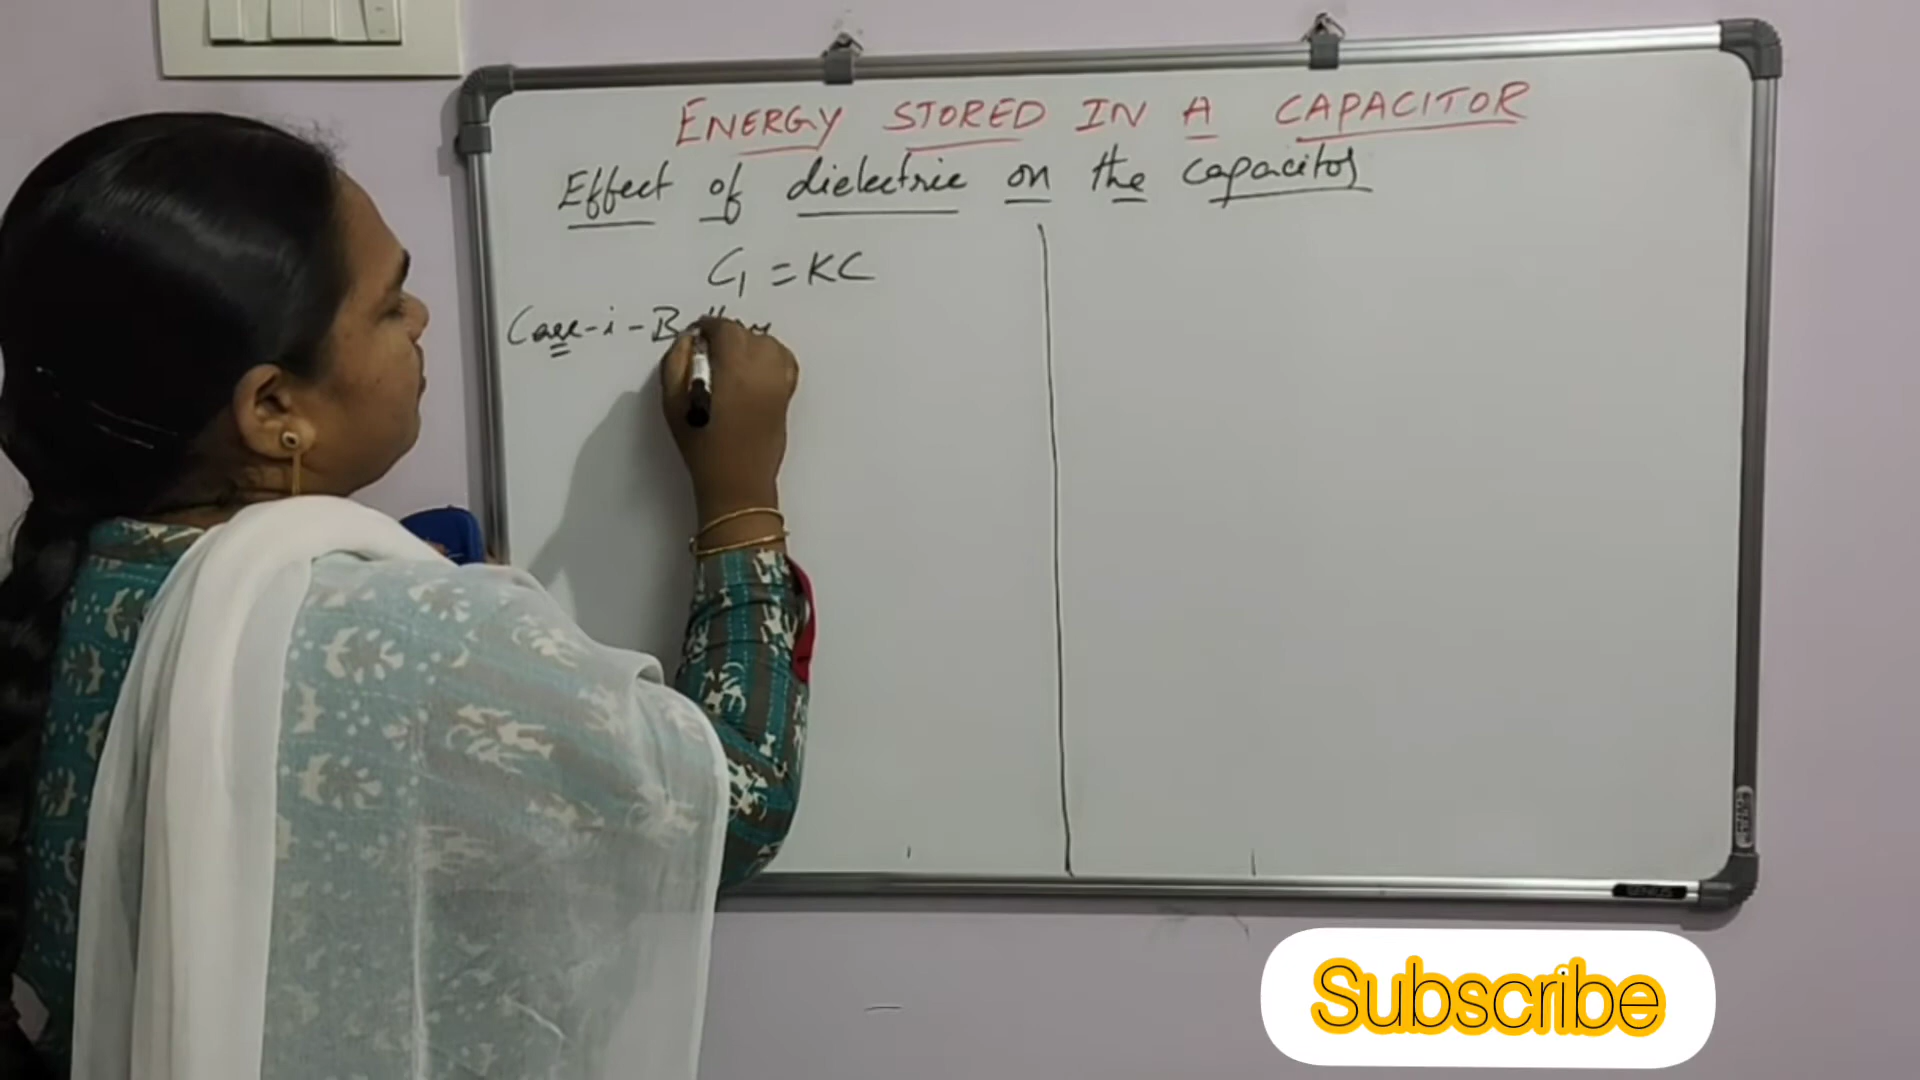 ENERGY STORED IN A CAPACITOR
Effect of dielectric on the capacitor
C1 = KC
Case-i-
Subscribe